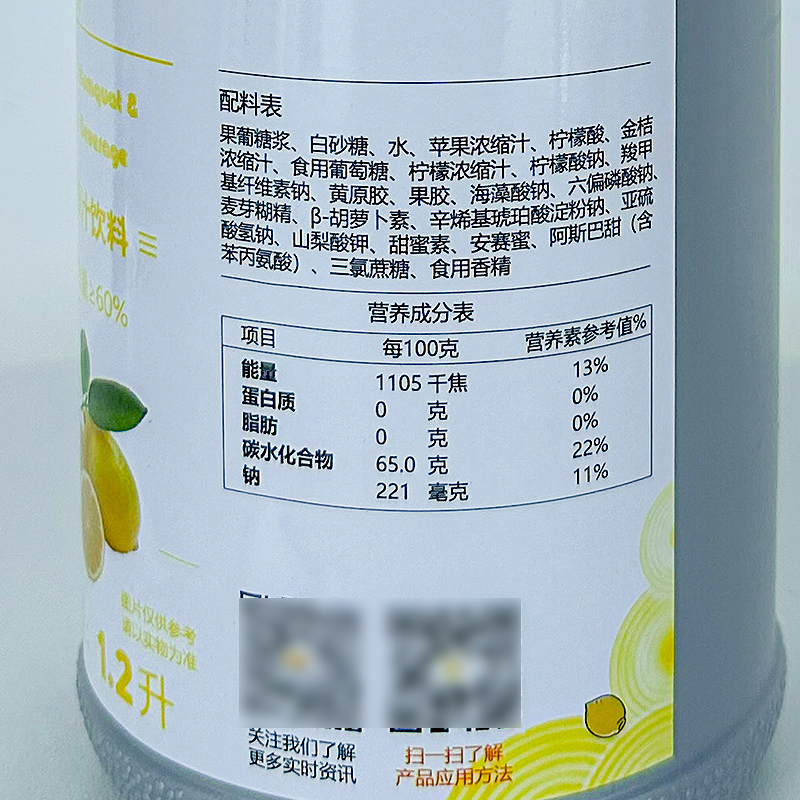 配料表
果葡糖浆、白砂糖、水、苹果浓缩汁、柠檬酸、金桔
浓缩汁、食用葡萄糖、柠檬浓缩汁、柠檬酸钠、羧甲
基纤维素钠、黄原胶、果胶、海藻酸钠、六偏磷酸钠、
麦芽糊精、β-胡萝卜素、辛烯基琥珀酸淀粉钠、亚硫
酸氢钠、山梨酸钾、甜蜜素、安赛蜜、阿斯巴甜（含
苯丙氨酸）、三氯蔗糖、食用香精
营养成分表
项目 每100克 营养素参考值%
能量 1105 千焦 13%
蛋白质 0 克 0%
脂肪 0 克 0%
碳水化合物 65.0 克 22%
钠 221 毫克 11%
&
汁饮料
≥60%
图片仅供参考
请以实物为准
1.2升
关注我们了解
更多实时资讯
扫一扫了解
产品应用方法